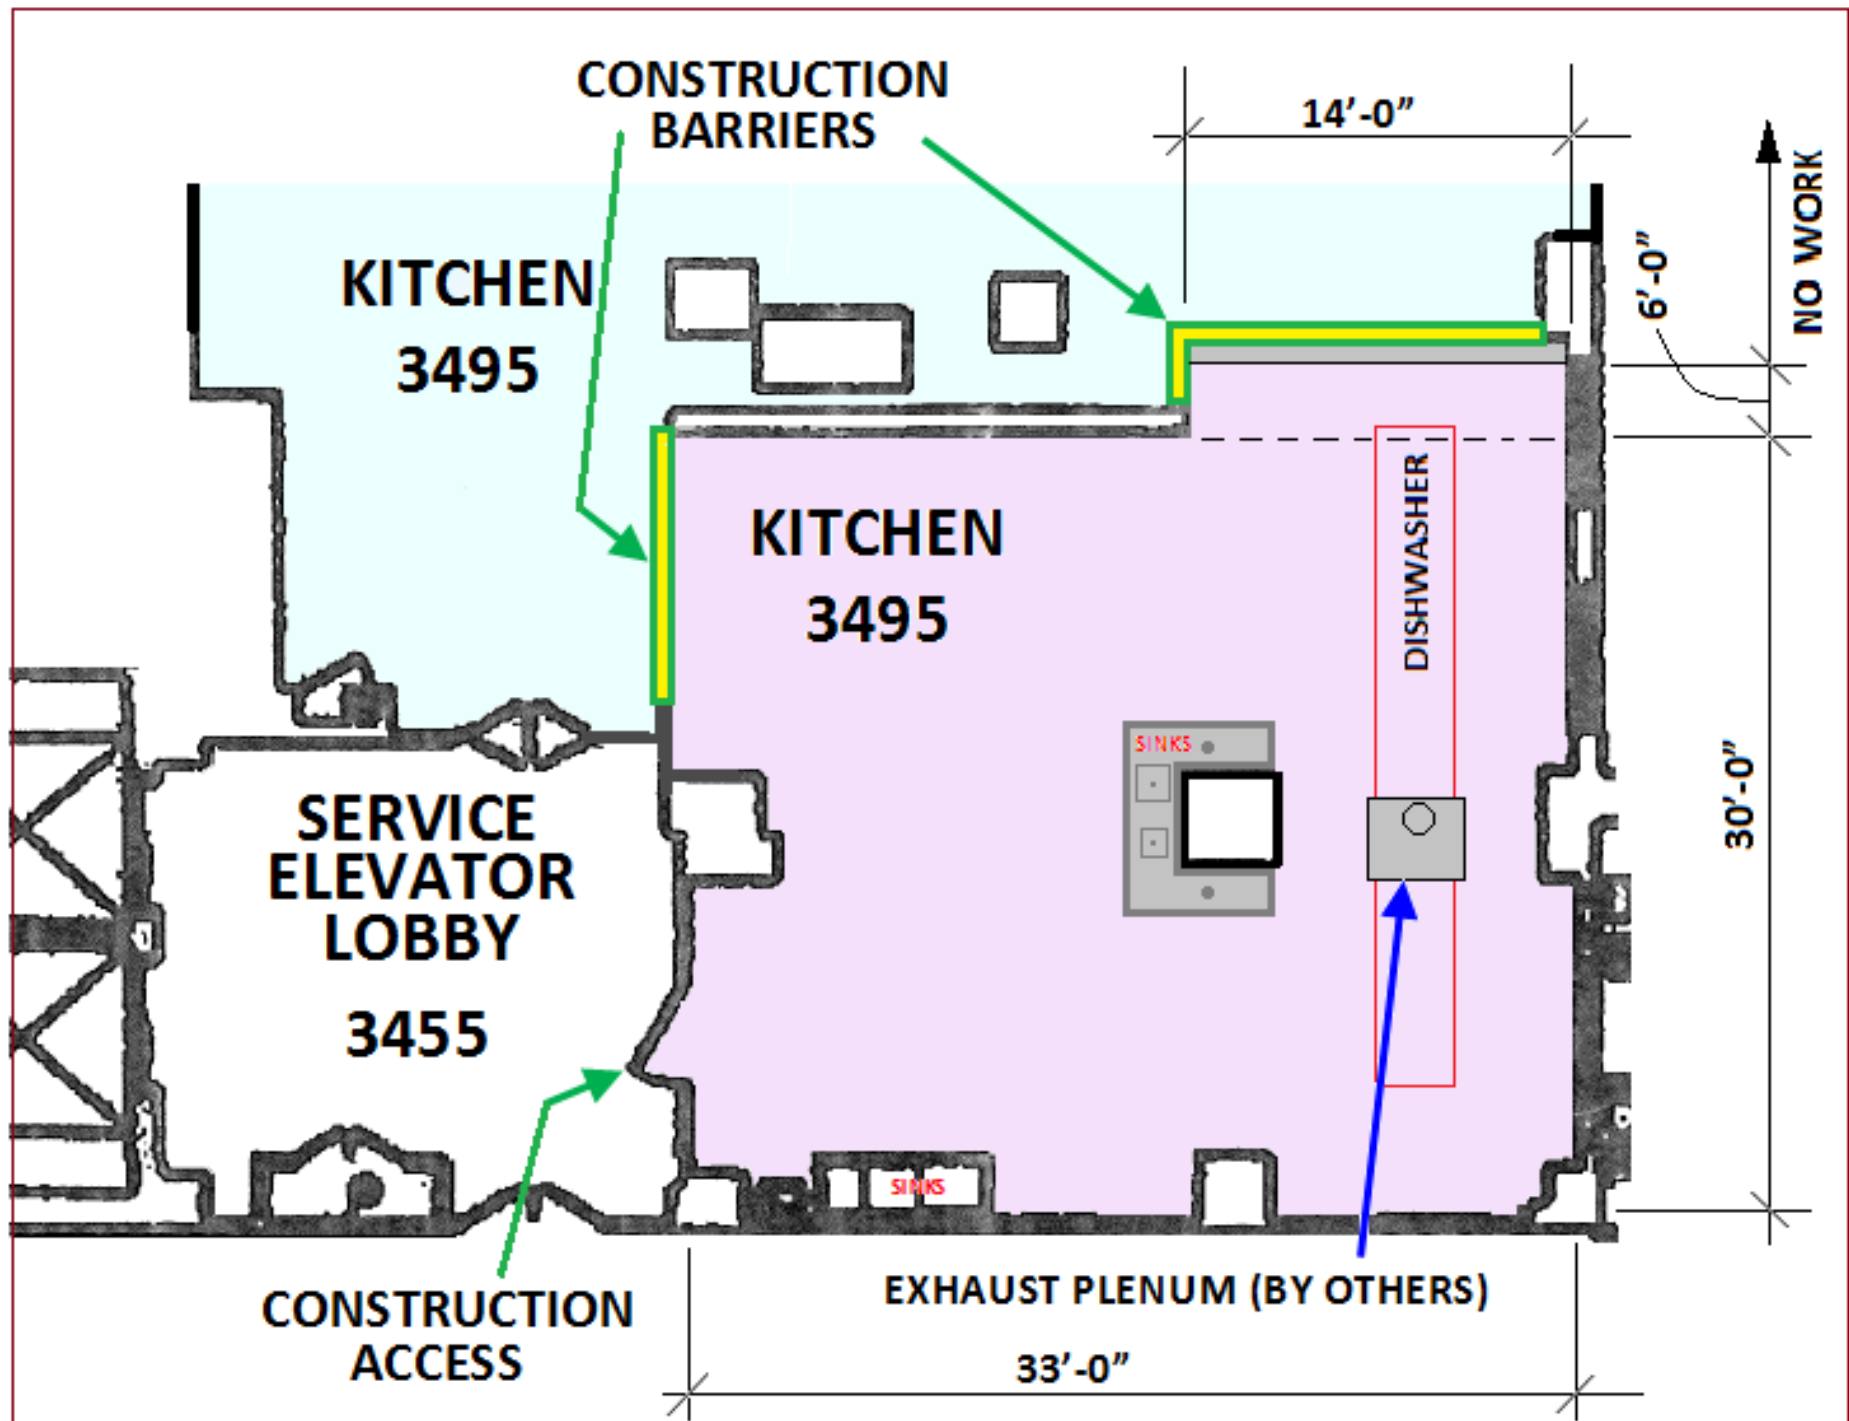 CONSTRUCTION
BARRIERS
14’-0”
NO WORK
6’-0”
KITCHEN
3495
KITCHEN
3495
DISHWASHER
SINKS
30’-0”
SERVICE
ELEVATOR
LOBBY
3455
SINKS
CONSTRUCTION
ACCESS
EXHAUST PLENUM (BY OTHERS)
33’-0”